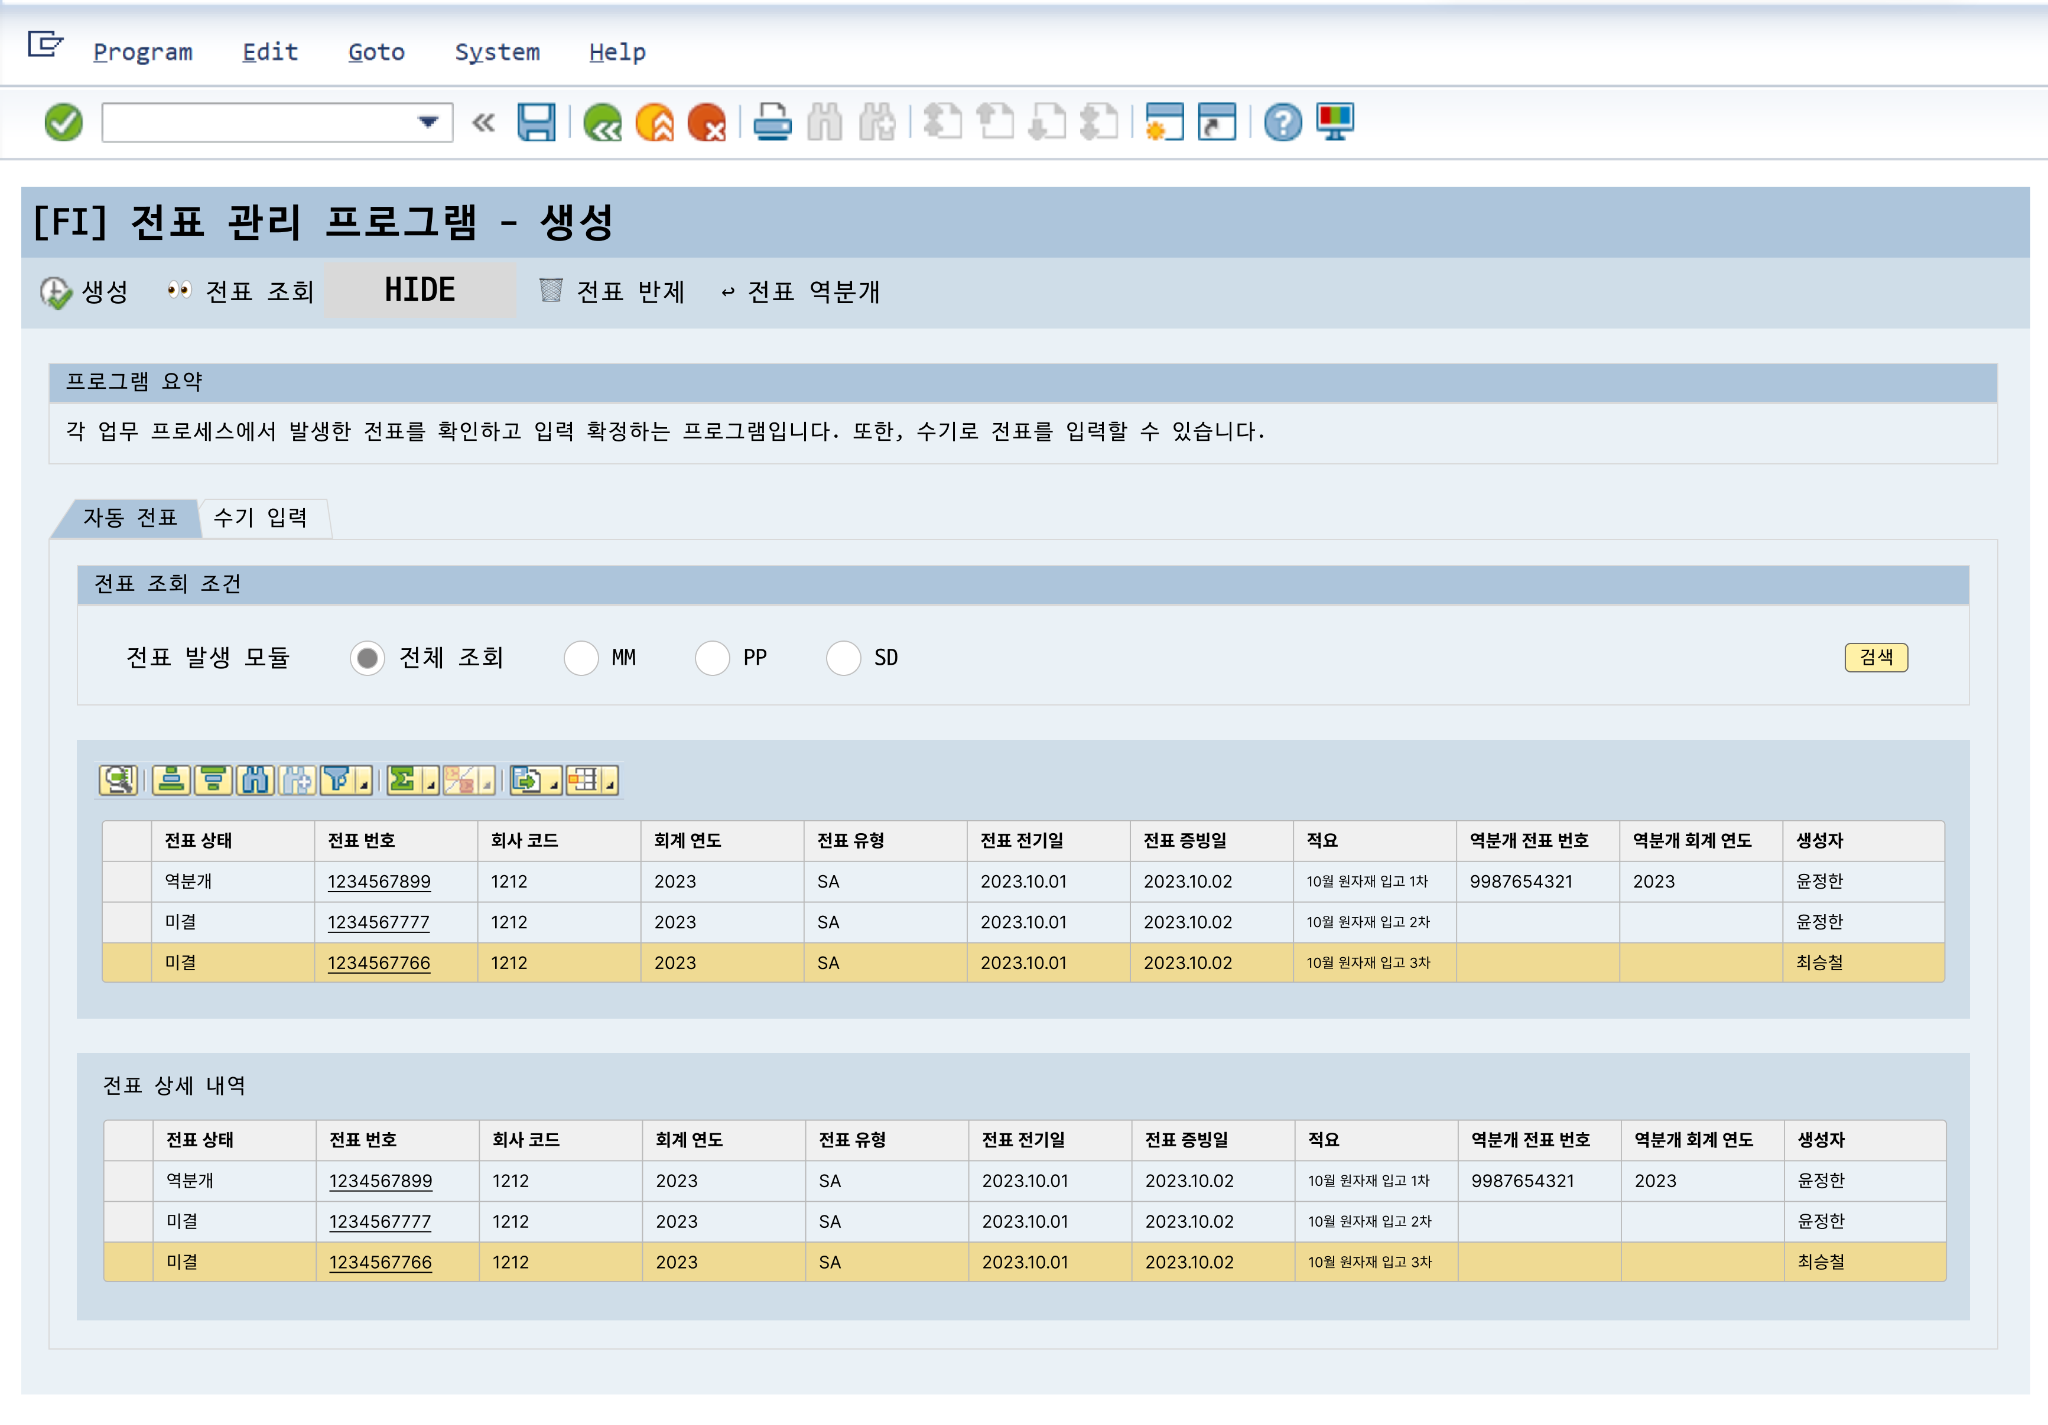 Program Edit Goto System Help
[FI] 전표 관리 프로그램 - 생성
생성 전표 조회 HIDE 전표 반제 전표 역분개
프로그램 요약
각 업무 프로세스에서 발생한 전표를 확인하고 입력 확정하는 프로그램입니다. 또한, 수기로 전표를 입력할 수 있습니다.
자동 전표 수기 입력
전표 조회 조건
전표 발생 모듈 전체 조회 MM PP SD 검색
전표 상태 전표 번호 회사 코드 회계 연도 전표 유형 전표 전기일 전표 증빙일 적요 역분개 전표 번호 역분개 회계 연도 생성자
역분개 1234567899 1212 2023 SA 2023.10.01 2023.10.02 10월 원자재 입고 1차 9987654321 2023 윤정한
미결 1234567777 1212 2023 SA 2023.10.01 2023.10.02 10월 원자재 입고 2차 윤정한
미결 1234567766 1212 2023 SA 2023.10.01 2023.10.02 10월 원자재 입고 3차 최승철
전표 상세 내역
전표 상태 전표 번호 회사 코드 회계 연도 전표 유형 전표 전기일 전표 증빙일 적요 역분개 전표 번호 역분개 회계 연도 생성자
역분개 1234567899 1212 2023 SA 2023.10.01 2023.10.02 10월 원자재 입고 1차 9987654321 2023 윤정한
미결 1234567777 1212 2023 SA 2023.10.01 2023.10.02 10월 원자재 입고 2차 윤정한
미결 1234567766 1212 2023 SA 2023.10.01 2023.10.02 10월 원자재 입고 3차 최승철